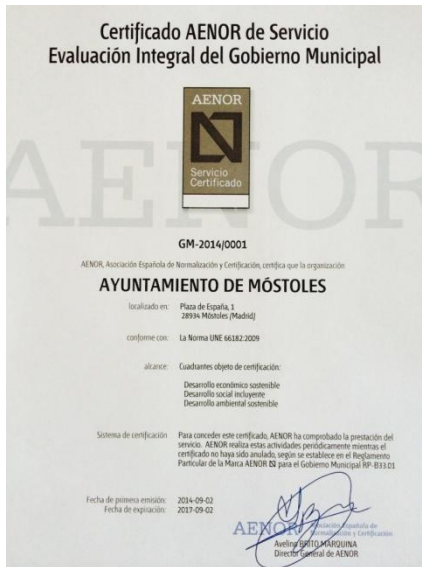 Certificado AENOR de Servicio
Evaluación Integral del Gobierno Municipal
AENOR
Servicio
Certificado
AENOR
GM-2014/0001
AENOR, Asociación Española de Normalización y Certificación, certifica que la organización
AYUNTAMIENTO DE MÓSTOLES
localizado en: Plaza de España, 1
28934 Móstoles (Madrid)
conforme con: La Norma UNE 66182:2009
alcance: Cuadrantes objeto de certificación:
Desarrollo económico sostenible
Desarrollo social incluyente
Desarrollo ambiental sostenible
Sistema de certificación Para conceder este certificado, AENOR ha comprobado la prestación del
servicio. AENOR realiza estas actividades periódicamente mientras el
certificado no haya sido anulado, según se establece en el Reglamento
Particular de la Marca AENOR N para el Gobierno Municipal RP-B33.01
Fecha de primera emisión: 2014-09-02
Fecha de expiración: 2017-09-02
AENOR Asociación Española de
Normalización y Certificación
Avelino BRITO MARQUINA
Director General de AENOR